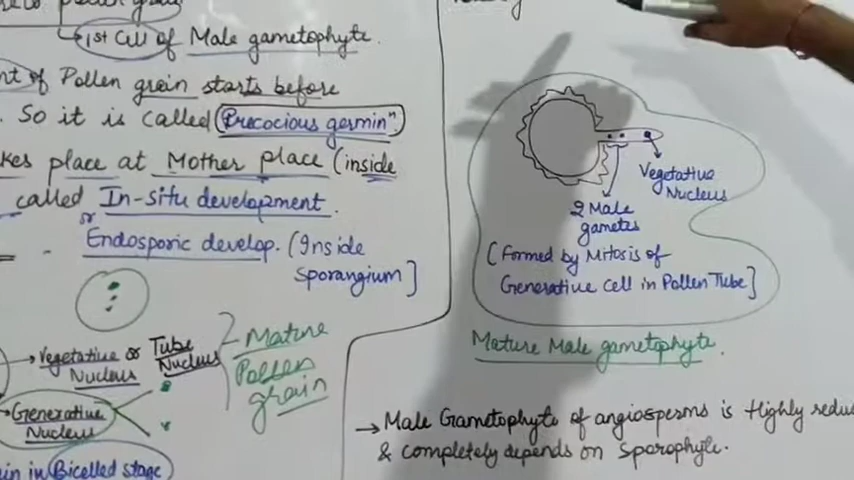 1st Cell of Male gametophyte.
of Pollen grain starts before
. So it is called (Precocious germinⁿ.)
place at Mother place (inside
called In-situ development.
or
Endosporic develop. (Inside
sporangium]
→ Vegetative or Tube
Nucleus Nucleus
Mature
Pollen
grain
→ Generative
Nucleus
in Bicelled stage
Vegetative
Nucleus
2 Male
gametes
[Formed by Mitosis of
Generative cell in Pollen Tube]
Mature Male gametophyte.
→ Male Gametophyte of angiosperms is Highly
& completely depends on Sporophyte.